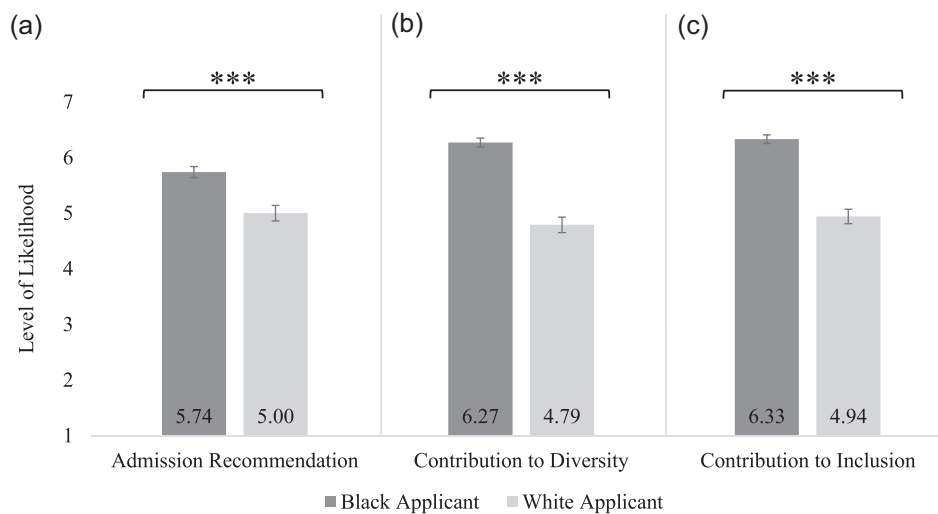 (a)
(b)
(c)
***
***
***
Level of Likelihood
7
6
5
4
3
2
1
5.74
5.00
6.27
4.79
6.33
4.94
Admission Recommendation
Contribution to Diversity
Contribution to Inclusion
Black Applicant
White Applicant